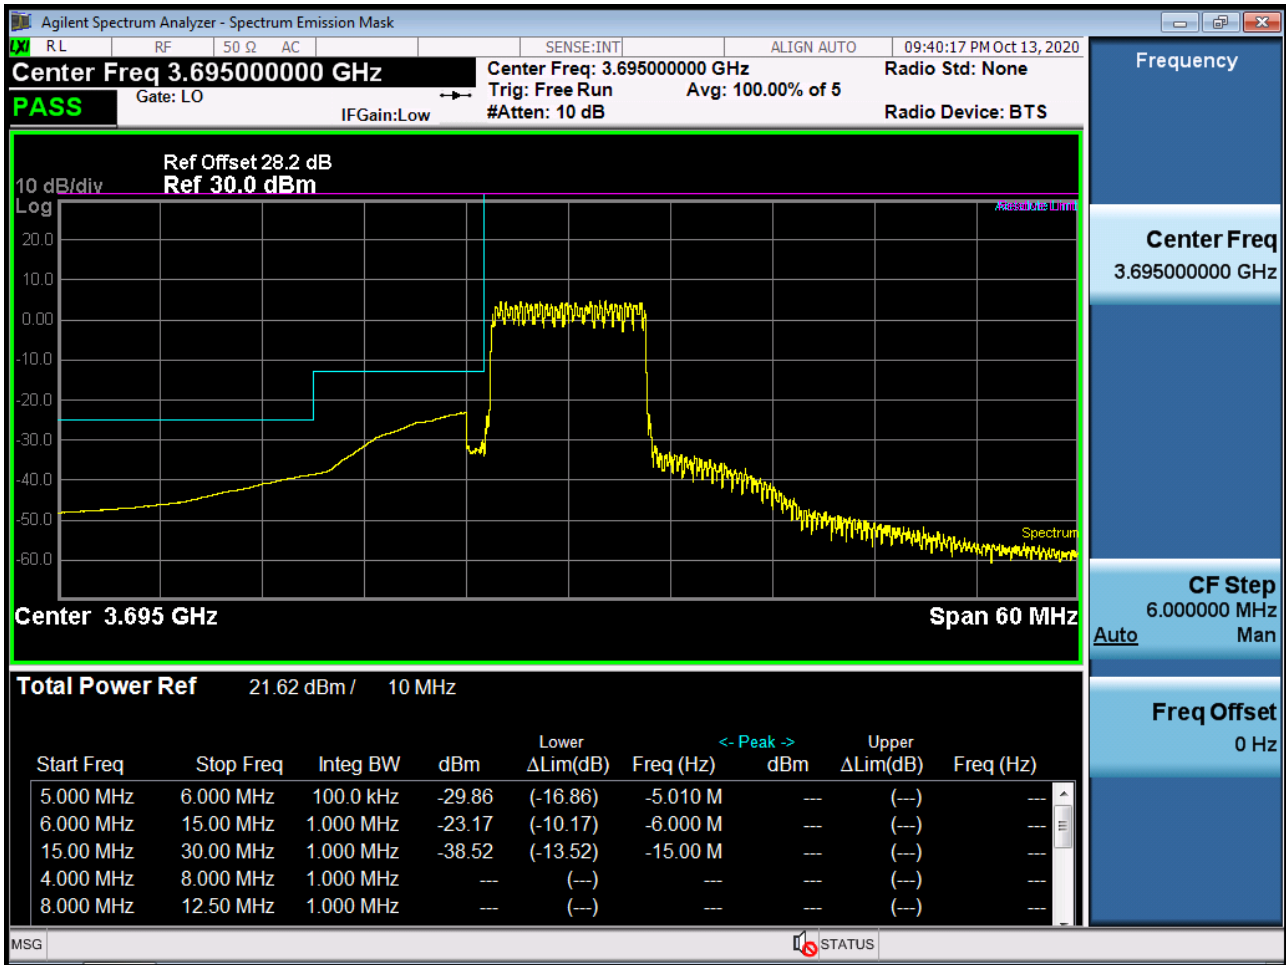 Agilent Spectrum Analyzer - Spectrum Emission Mask
LXI RL RF 50 Ω AC SENSE:INT ALIGN AUTO 09:40:17 PM Oct 13, 2020
Center Freq 3.695000000 GHz
Center Freq: 3.695000000 GHz
Radio Std: None
PASS
Gate: LO
Trig: Free Run
Avg: 100.00% of 5
IFGain:Low
#Atten: 10 dB
Radio Device: BTS
Ref Offset 28.2 dB
10 dB/div
Ref 30.0 dBm
Log
20.0
10.0
0.00
-10.0
-20.0
-30.0
-40.0
-50.0
-60.0
Absolute Limit
Spectrum
Center 3.695 GHz
Span 60 MHz
Total Power Ref 21.62 dBm / 10 MHz
Lower <- Peak -> Upper
Start Freq Stop Freq Integ BW dBm ΔLim(dB) Freq (Hz) dBm ΔLim(dB) Freq (Hz)
5.000 MHz 6.000 MHz 100.0 kHz -29.86 (-16.86) -5.010 M --- (---) ---
6.000 MHz 15.00 MHz 1.000 MHz -23.17 (-10.17) -6.000 M --- (---) ---
15.00 MHz 30.00 MHz 1.000 MHz -38.52 (-13.52) -15.00 M --- (---) ---
4.000 MHz 8.000 MHz 1.000 MHz --- (---) --- --- (---) ---
8.000 MHz 12.50 MHz 1.000 MHz --- (---) --- --- (---) ---
MSG
STATUS
Frequency
Center Freq
3.695000000 GHz
CF Step
6.000000 MHz
Auto Man
Freq Offset
0 Hz